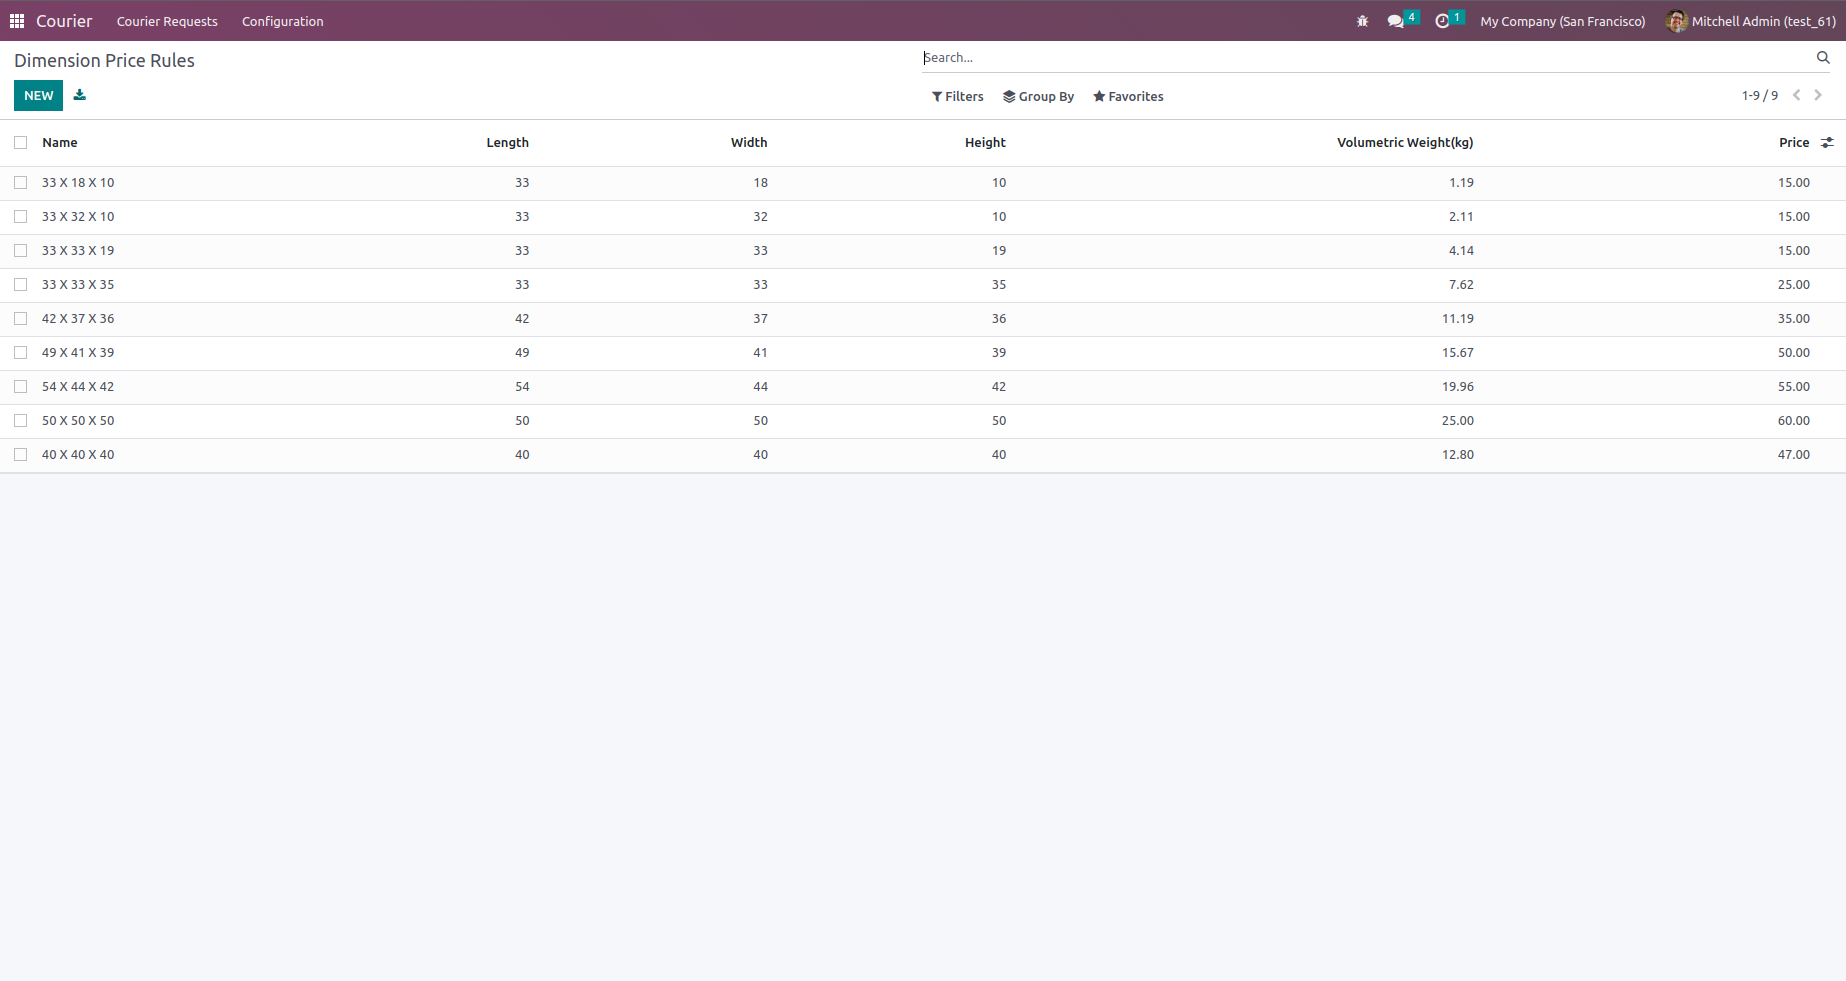 Courier Courier Requests Configuration 4 1 My Company (San Francisco) Mitchell Admin (test_61)
Dimension Price Rules Search...
NEW Filters Group By Favorites 1-9 / 9
Name Length Width Height Volumetric Weight(kg) Price
33 X 18 X 10 33 18 10 1.19 15.00
33 X 32 X 10 33 32 10 2.11 15.00
33 X 33 X 19 33 33 19 4.14 15.00
33 X 33 X 35 33 33 35 7.62 25.00
42 X 37 X 36 42 37 36 11.19 35.00
49 X 41 X 39 49 41 39 15.67 50.00
54 X 44 X 42 54 44 42 19.96 55.00
50 X 50 X 50 50 50 50 25.00 60.00
40 X 40 X 40 40 40 40 12.80 47.00